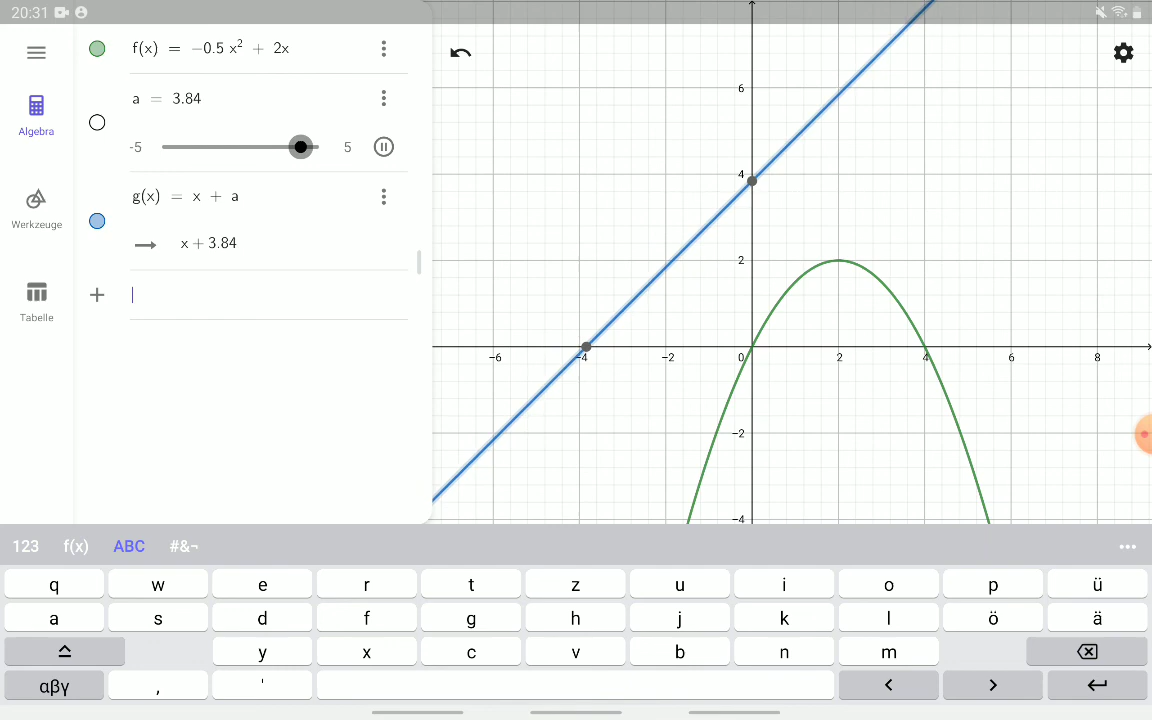 20:31
f(x) = −0.5 x² + 2x
a = 3.84
-5 5
Algebra
g(x) = x + a
x + 3.84
Werkzeuge
Tabelle
6
4
2
−6 −4 −2 0 2 4 6 8
−2
−4
123 f(x) ABC #&¬
q w e r t z u i o p ü
a s d f g h j k l ö ä
y x c v b n m
αβγ , '